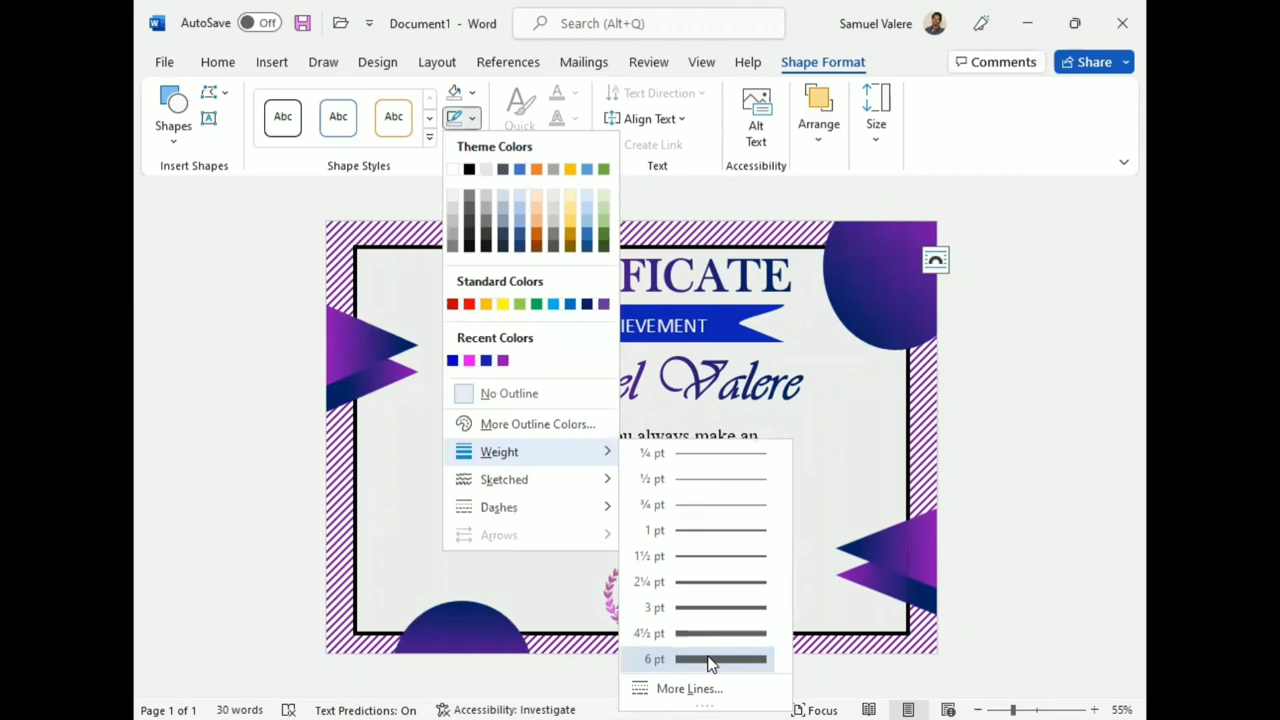 AutoSave Off Document1 - Word Search (Alt+Q) Samuel Valere
File Home Insert Draw Design Layout References Mailings Review View Help Shape Format Comments Share
Shapes
Insert Shapes
Abc Abc Abc
Shape Styles
Quick
Text Direction
Align Text
Create Link
Text
Alt
Text
Accessibility
Arrange
Size
Theme Colors
Standard Colors
Recent Colors
No Outline
More Outline Colors...
Weight
Sketched
Dashes
Arrows
¼ pt
½ pt
¾ pt
1 pt
1½ pt
2¼ pt
3 pt
4½ pt
6 pt
More Lines...
FICATE
IEVEMENT
el Valere
ou always make an
Page 1 of 1 30 words Text Predictions: On Accessibility: Investigate Focus 55%